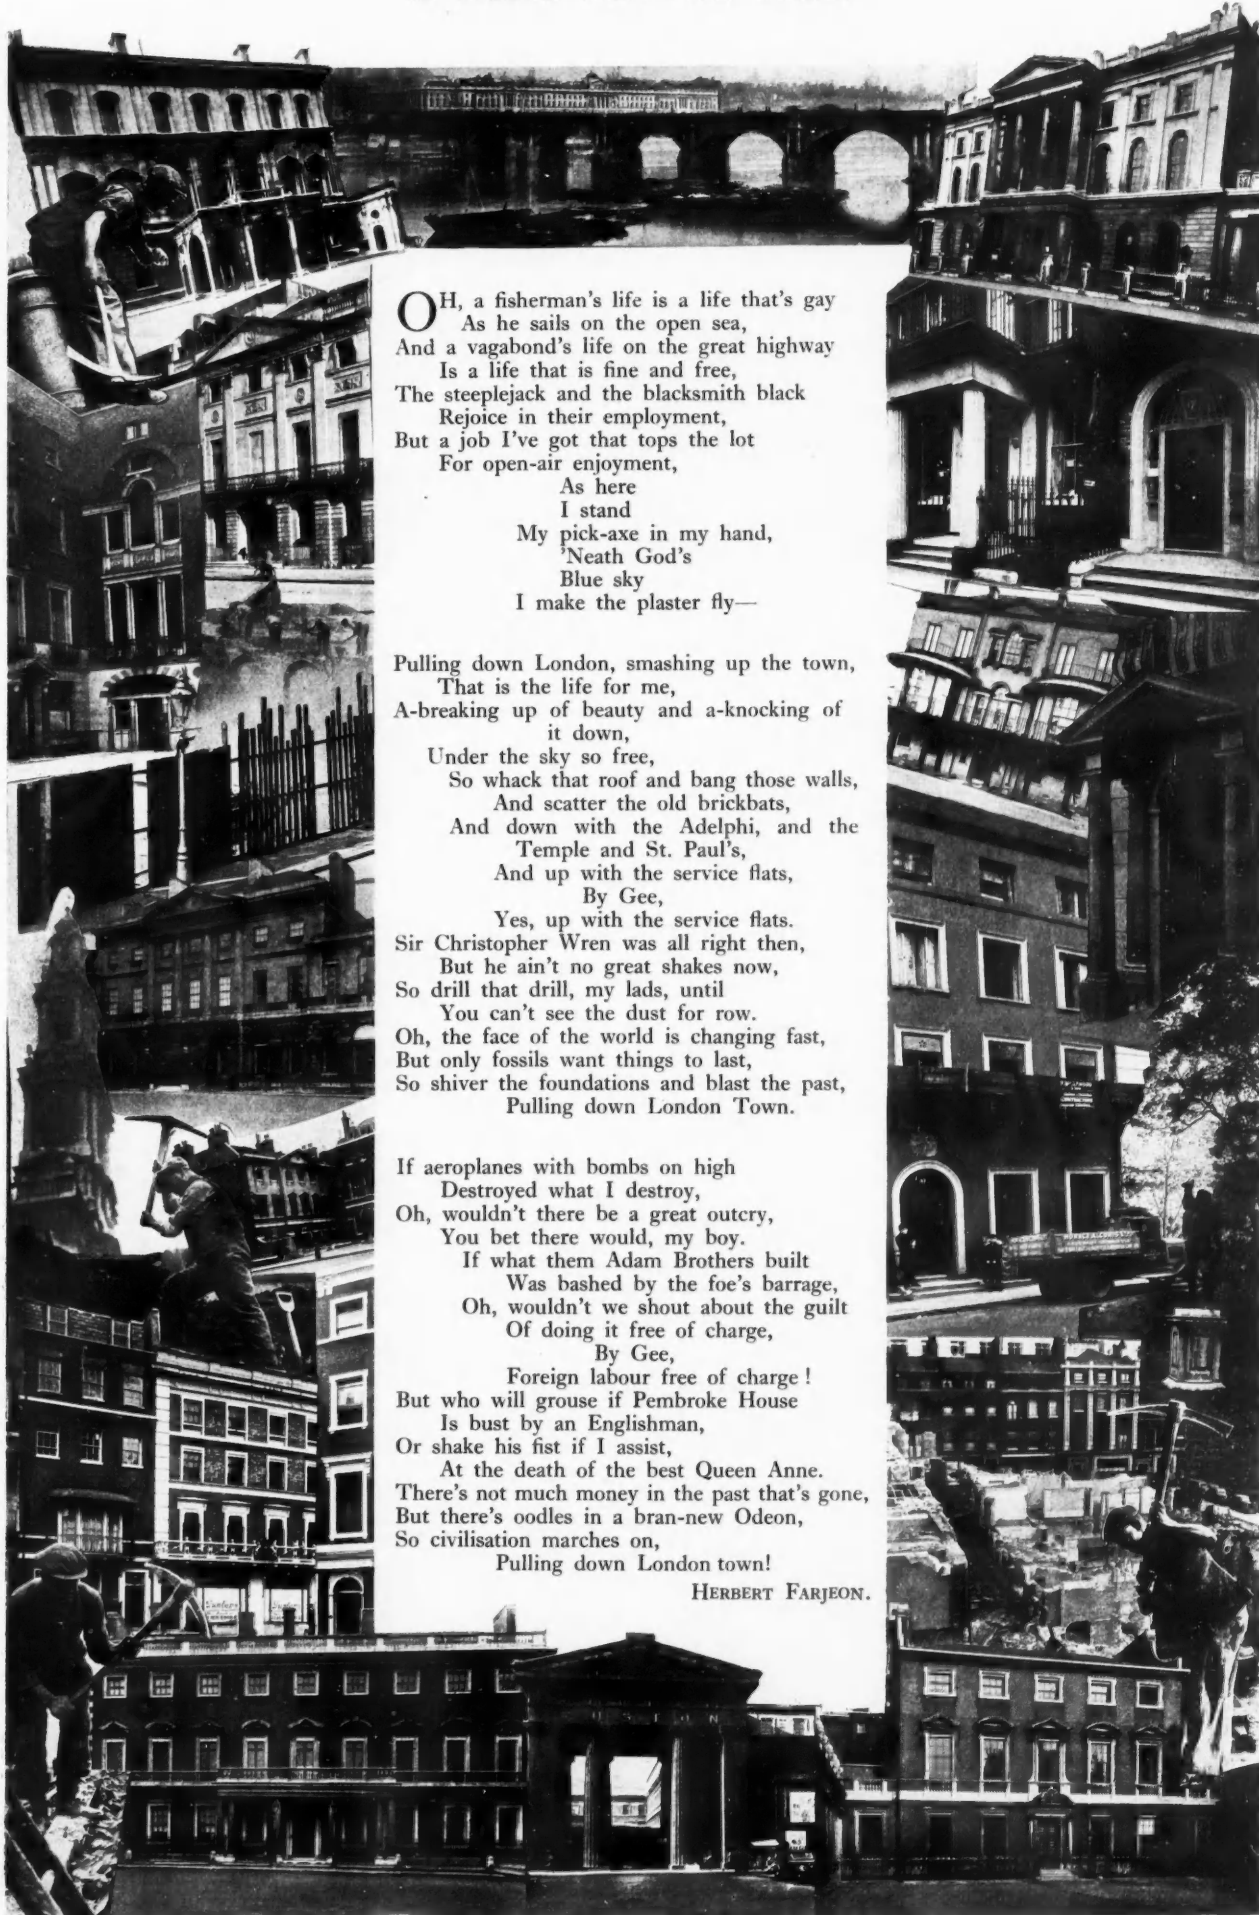 OH, a fisherman's life is a life that's gay
As he sails on the open sea,
And a vagabond's life on the great highway
Is a life that is fine and free,
The steeplejack and the blacksmith black
Rejoice in their employment,
But a job I've got that tops the lot
For open-air enjoyment,
As here
I stand
My pick-axe in my hand,
'Neath God's
Blue sky
I make the plaster fly—
Pulling down London, smashing up the town,
That is the life for me,
A-breaking up of beauty and a-knocking of
it down,
Under the sky so free,
So whack that roof and bang those walls,
And scatter the old brickbats,
And down with the Adelphi, and the
Temple and St. Paul's,
And up with the service flats,
By Gee,
Yes, up with the service flats.
Sir Christopher Wren was all right then,
But he ain't no great shakes now,
So drill that drill, my lads, until
You can't see the dust for row.
Oh, the face of the world is changing fast,
But only fossils want things to last,
So shiver the foundations and blast the past,
Pulling down London Town.
If aeroplanes with bombs on high
Destroyed what I destroy,
Oh, wouldn't there be a great outcry,
You bet there would, my boy.
If what them Adam Brothers built
Was bashed by the foe's barrage,
Oh, wouldn't we shout about the guilt
Of doing it free of charge,
By Gee,
Foreign labour free of charge !
But who will grouse if Pembroke House
Is bust by an Englishman,
Or shake his fist if I assist,
At the death of the best Queen Anne.
There's not much money in the past that's gone,
But there's oodles in a bran-new Odeon,
So civilisation marches on,
Pulling down London town!
HERBERT FARJEON.
EUSTON